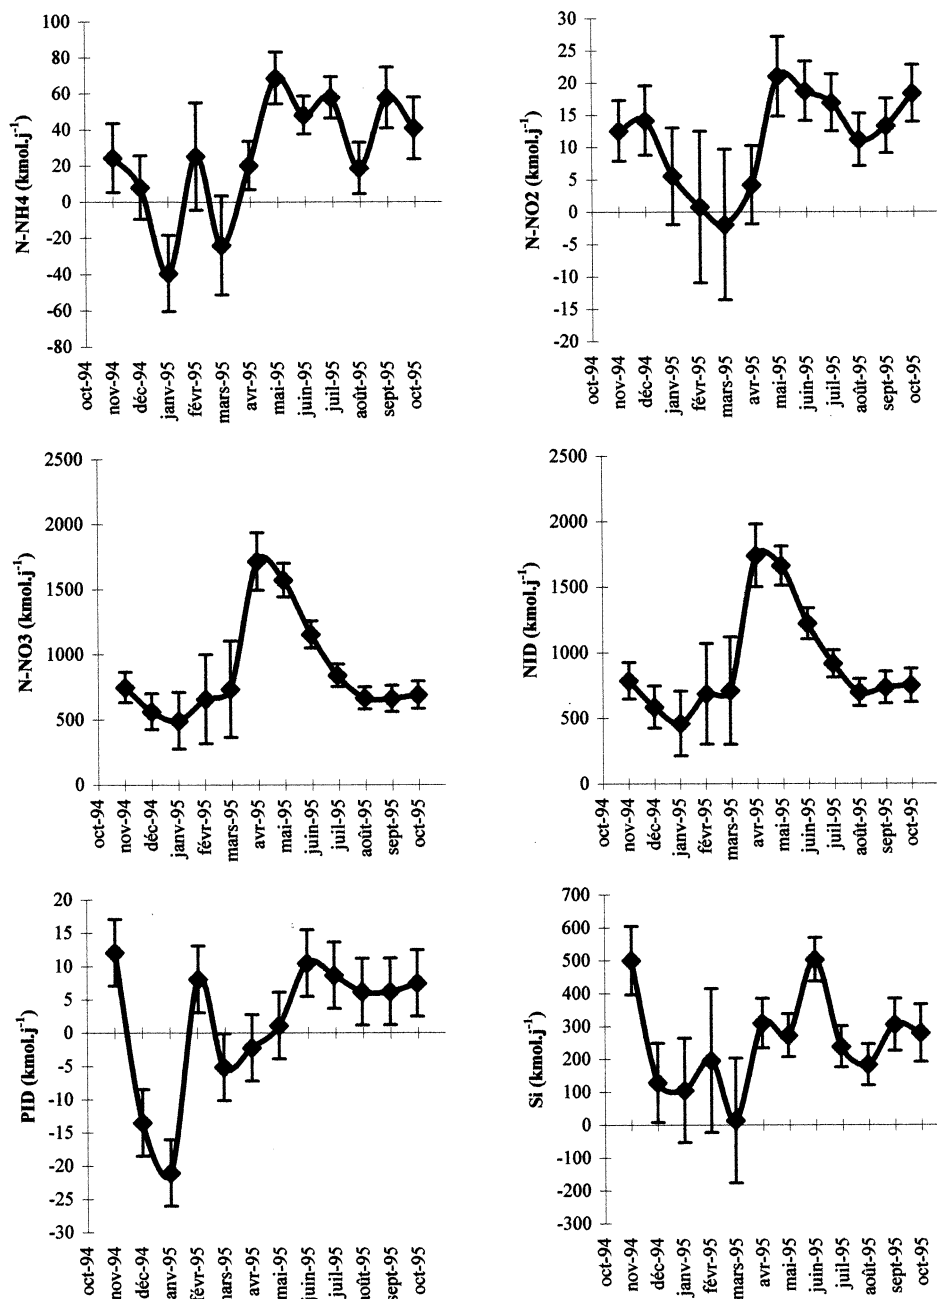 100
80
60
40
20
0
-20
-40
-60
-80
N-NH4 (kmol.j⁻¹)
oct-94
nov-94
déc-94
janv-95
févr-95
mars-95
avr-95
mai-95
juin-95
juil-95
août-95
sept-95
oct-95
30
25
20
15
10
5
0
-5
-10
-15
-20
N-NO2 (kmol.j⁻¹)
oct-94
nov-94
déc-94
janv-95
févr-95
mars-95
avr-95
mai-95
juin-95
juil-95
août-95
sept-95
oct-95
2500
2000
1500
1000
500
0
N-NO3 (kmol.j⁻¹)
oct-94
nov-94
déc-94
janv-95
févr-95
mars-95
avr-95
mai-95
juin-95
juil-95
août-95
sept-95
oct-95
2500
2000
1500
1000
500
0
NID (kmol.j⁻¹)
oct-94
nov-94
déc-94
janv-95
févr-95
mars-95
avr-95
mai-95
juin-95
juil-95
août-95
sept-95
oct-95
20
15
10
5
0
-5
-10
-15
-20
-25
-30
PID (kmol.j⁻¹)
oct-94
nov-94
déc-94
janv-95
févr-95
mars-95
avr-95
mai-95
juin-95
juil-95
août-95
sept-95
oct-95
700
600
500
400
300
200
100
0
-100
-200
-300
Si (kmol.j⁻¹)
oct-94
nov-94
déc-94
janv-95
févr-95
mars-95
avr-95
mai-95
juin-95
juil-95
août-95
sept-95
oct-95